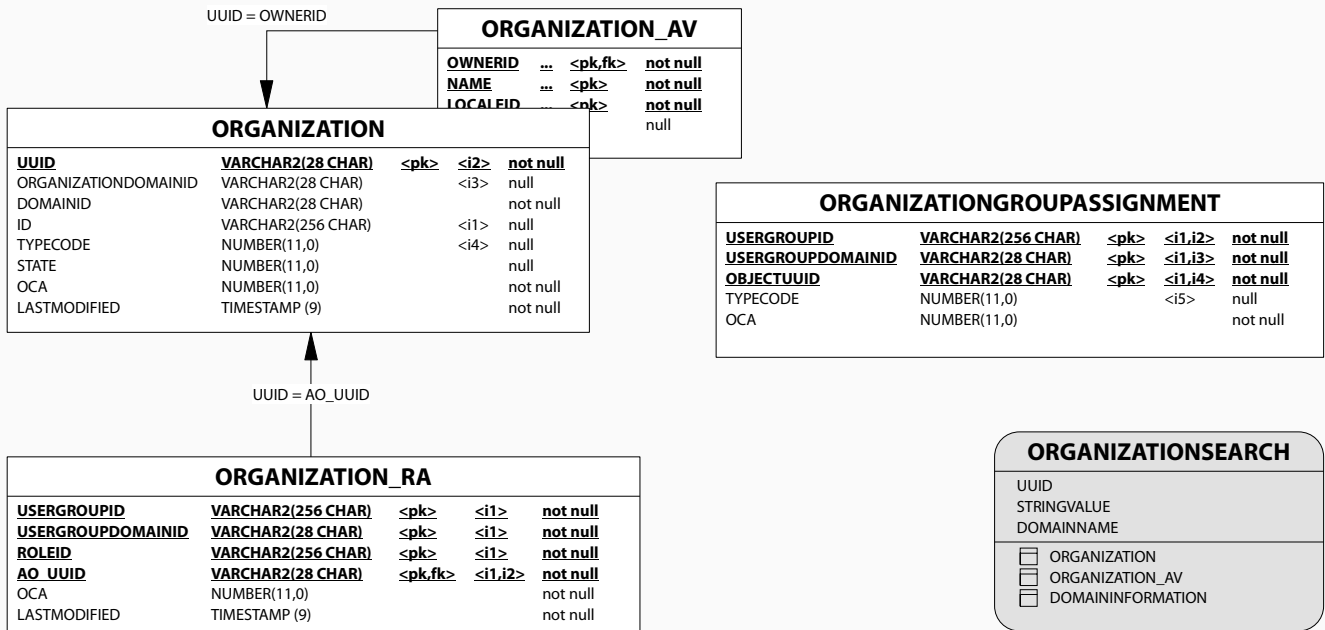 UUID = OWNERID
ORGANIZATION_AV
OWNERID ... <pk,fk> not null
NAME ... <pk> not null
LOCALEID ... <pk> not null
null
ORGANIZATION
UUID VARCHAR2(28 CHAR) <pk> <i2> not null
ORGANIZATIONDOMAINID VARCHAR2(28 CHAR) <i3> null
DOMAINID VARCHAR2(28 CHAR) not null
ID VARCHAR2(256 CHAR) <i1> null
TYPECODE NUMBER(11,0) <i4> null
STATE NUMBER(11,0) null
OCA NUMBER(11,0) not null
LASTMODIFIED TIMESTAMP (9) not null
ORGANIZATIONGROUPASSIGNMENT
USERGROUPID VARCHAR2(256 CHAR) <pk> <i1,i2> not null
USERGROUPDOMAINID VARCHAR2(28 CHAR) <pk> <i1,i3> not null
OBJECTUUID VARCHAR2(28 CHAR) <pk> <i1,i4> not null
TYPECODE NUMBER(11,0) <i5> null
OCA NUMBER(11,0) not null
UUID = AO_UUID
ORGANIZATION_RA
USERGROUPID VARCHAR2(256 CHAR) <pk> <i1> not null
USERGROUPDOMAINID VARCHAR2(28 CHAR) <pk> <i1> not null
ROLEID VARCHAR2(256 CHAR) <pk> <i1> not null
AO_UUID VARCHAR2(28 CHAR) <pk,fk> <i1,i2> not null
OCA NUMBER(11,0) not null
LASTMODIFIED TIMESTAMP (9) not null
ORGANIZATIONSEARCH
UUID
STRINGVALUE
DOMAINNAME
ORGANIZATION
ORGANIZATION_AV
DOMAININFORMATION